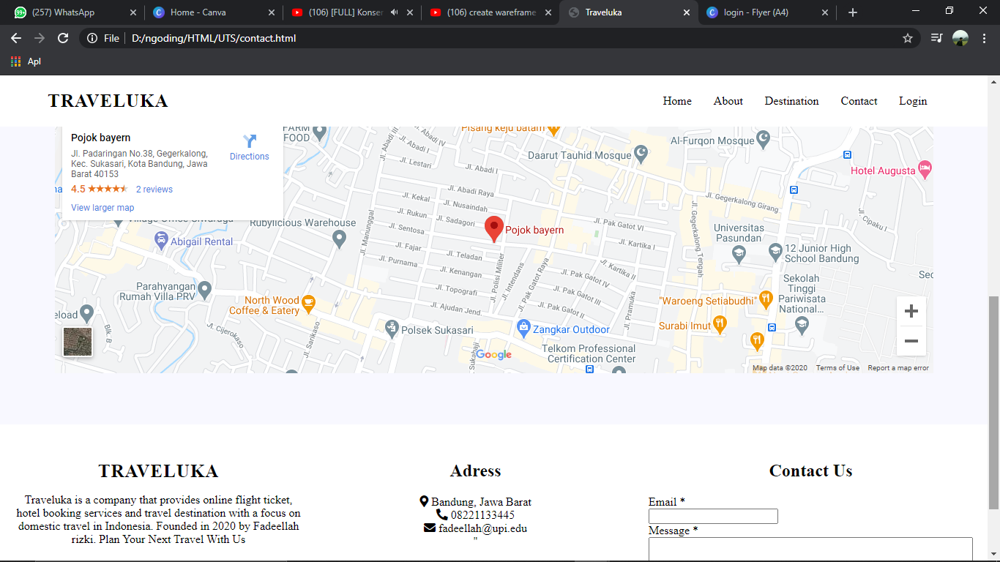 (257) WhatsApp
Home - Canva
(106) [FULL] Konser
(106) create wareframe
Traveluka
login - Flyer (A4)
File
D:/ngoding/HTML/UTS/contact.html
Apl
TRAVELUKA
Home
About
Destination
Contact
Login
Pojok bayern
Jl. Padaringan No.38, Gegerkalong,
Kec. Sukasari, Kota Bandung, Jawa
Barat 40153
4.5
2 reviews
View larger map
Directions
FARM
FOOD
Pisang keju batam
Al-Furqon Mosque
Daarut Tauhid Mosque
Hotel Augusta
Jl. Abadi III
Jl. Abadi II
Jl. Abadi I
Jl. Lestari
Jl. Abadi I
Jl. Abadi Raya
Jl. Kekal
Jl. Nusaindah
Jl. Rukun
Jl. Sadagori
Jl. Sentosa
Jl. Fajar
Jl. Teladan
Jl. Purnama
Jl. Kenangan
Jl. Topografi
Jl. Ajudan Jend.
Jl. Manunggal
Jl. Polisi Militer
Jl. Intendans
Jl. Pak Gatot Raya
Jl. Pak Gatot VI
Jl. Kartika I
Jl. Kartika II
Jl. Pak Gatot IV
Jl. Pak Gatot III
Jl. Pak Gatot II
Jl. Pramuka
Jl. Gegerkalong Girang
Jl. Gegerkalong Tengah
Jl. Cipaku I
Jl. Cijerokaso
Jl. Sarikaso
Blk. B
Sukahaji
Rubylicious Warehouse
Abigail Rental
Pojok bayern
Universitas
Pasundan
12 Junior High
School Bandung
Parahyangan
Rumah Villa PRV
North Wood
Coffee & Eatery
Sekolah
Tinggi
Pariwisata
National...
"Waroeng Setiabudhi"
Surabi Imut
Polsek Sukasari
Zangkar Outdoor
Telkom Professional
Certification Center
Google
Map data ©2020
Terms of Use
Report a map error
TRAVELUKA
Traveluka is a company that provides online flight ticket,
hotel booking services and travel destination with a focus on
domestic travel in Indonesia. Founded in 2020 by Fadeellah
rizki. Plan Your Next Travel With Us
Adress
Bandung, Jawa Barat
08221133445
fadeellah@upi.edu
"
Contact Us
Email *
Message *